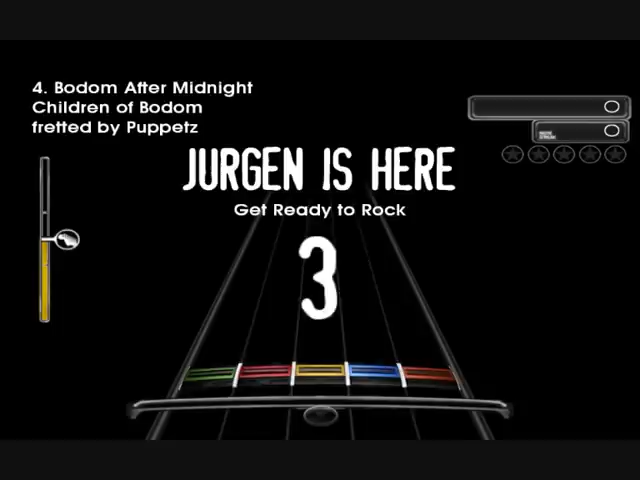 4. Bodom After Midnight
Children of Bodom
fretted by Puppetz
JURGEN IS HERE
Get Ready to Rock
3